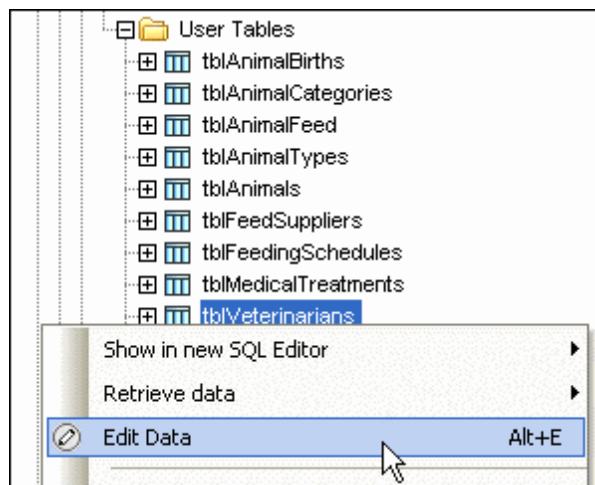 User Tables
tblAnimalBirths
tblAnimalCategories
tblAnimalFeed
tblAnimalTypes
tblAnimals
tblFeedSuppliers
tblFeedingSchedules
tblMedicalTreatments
tblVeterinarians
Show in new SQL Editor
Retrieve data
Edit Data Alt+E